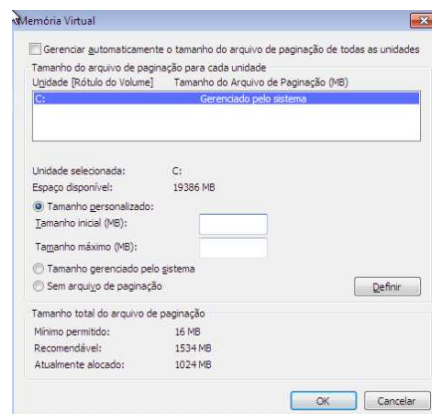 Memória Virtual
Gerenciar automaticamente o tamanho do arquivo de paginação de todas as unidades
Tamanho do arquivo de paginação para cada unidade
Unidade [Rótulo do Volume] Tamanho do Arquivo de Paginação (MB)
C: Gerenciado pelo sistema
Unidade selecionada: C:
Espaço disponível: 19386 MB
Tamanho personalizado:
Tamanho inicial (MB):
Tamanho máximo (MB):
Tamanho gerenciado pelo sistema
Sem arquivo de paginação
Definir
Tamanho total do arquivo de paginação
Mínimo permitido: 16 MB
Recomendável: 1534 MB
Atualmente alocado: 1024 MB
OK Cancelar